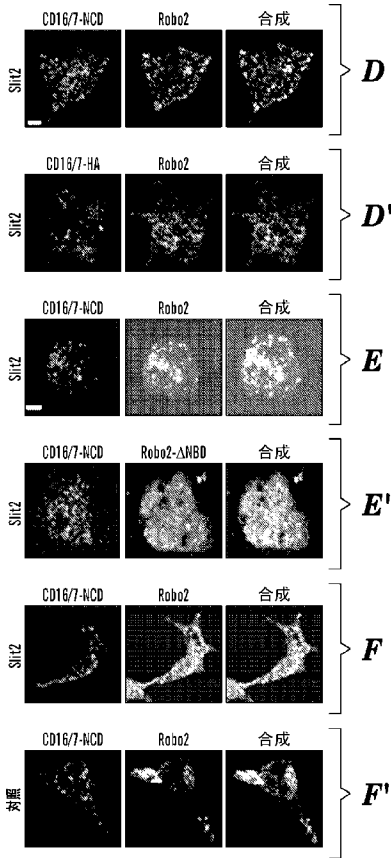 CD16/7-NCD Robo2 合成
Slit2
D
CD16/7-HA Robo2 合成
Slit2
D'
CD16/7-NCD Robo2 合成
Slit2
E
CD16/7-NCD Robo2-ΔNBD 合成
Slit2
E'
CD16/7-NCD Robo2 合成
Slit2
F
CD16/7-NCD Robo2 合成
对照
F'